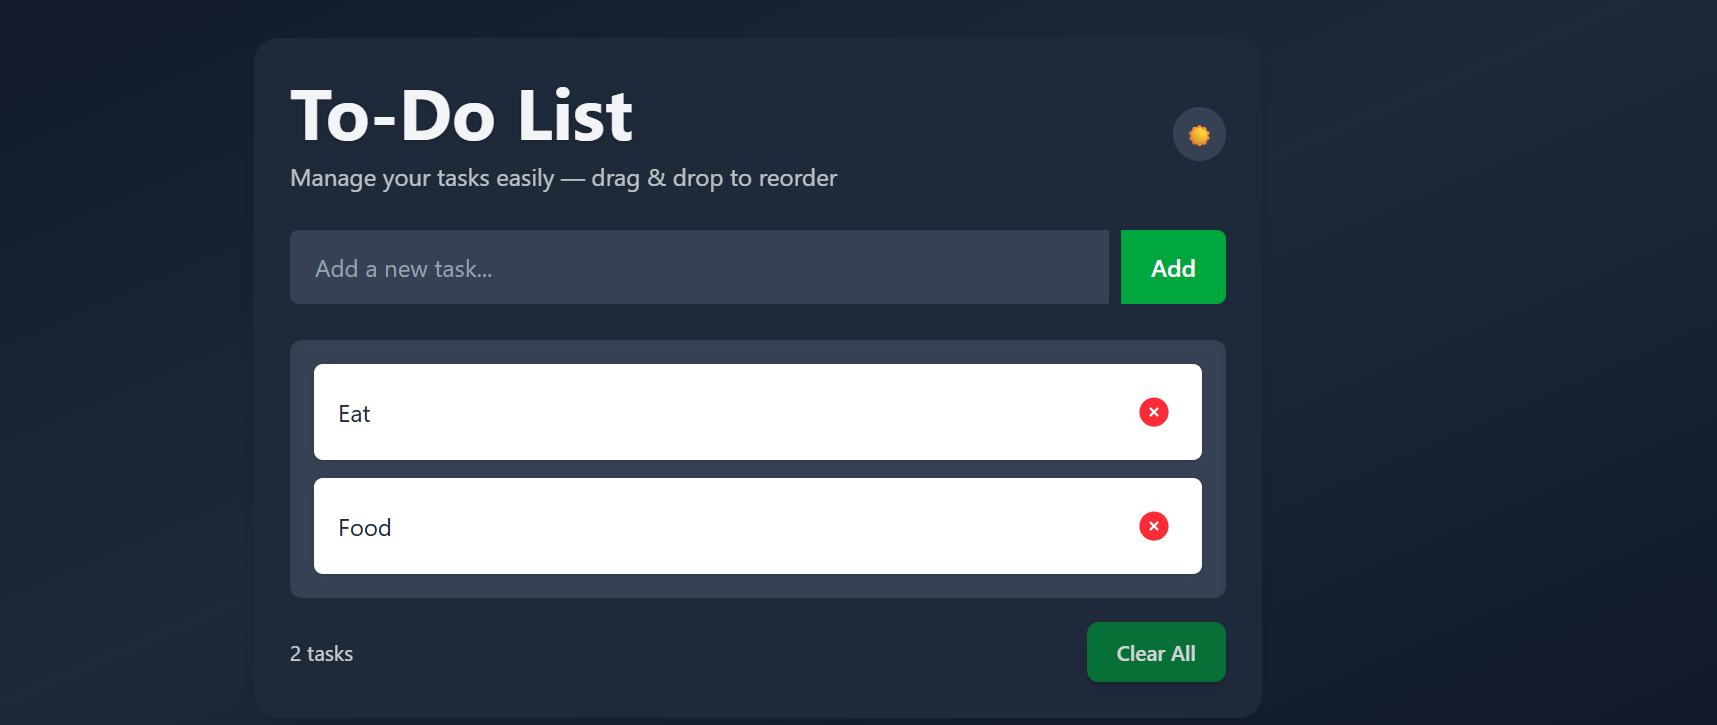 To-Do List
Manage your tasks easily — drag & drop to reorder
Add a new task...
Add
Eat
Food
2 tasks
Clear All